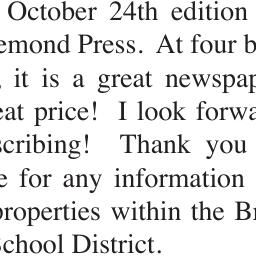 October 24th edition
emond Press. At four b
, it is a great newspap
eat price! I look forwa
scribing! Thank you
e for any information
properties within the Br
School District.